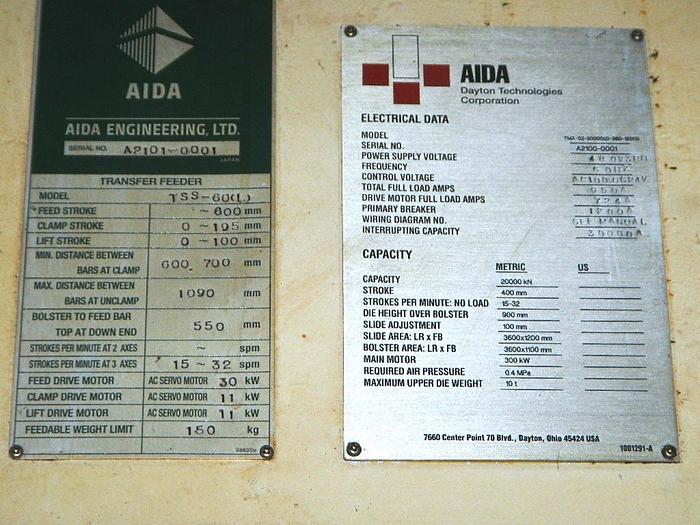 AIDA
AIDA ENGINEERING, LTD.
SERIAL NO. A2101-0001
JAPAN
TRANSFER FEEDER
MODEL TSS-60(L)
FEED STROKE ~ 600 mm
CLAMP STROKE 0 ~ 195 mm
LIFT STROKE 0 ~ 100 mm
MIN. DISTANCE BETWEEN BARS AT CLAMP 600 700 mm
MAX. DISTANCE BETWEEN BARS AT UNCLAMP 1090 mm
BOLSTER TO FEED BAR TOP AT DOWN END 550 mm
STROKES PER MINUTE AT 2 AXES ~ spm
STROKES PER MINUTE AT 3 AXES 15 ~ 32 spm
FEED DRIVE MOTOR AC SERVO MOTOR 30 kW
CLAMP DRIVE MOTOR AC SERVO MOTOR 11 kW
LIFT DRIVE MOTOR AC SERVO MOTOR 11 kW
FEEDABLE WEIGHT LIMIT 150 kg
AIDA
Dayton Technologies
Corporation
ELECTRICAL DATA
MODEL
SERIAL NO. A2100-0001
POWER SUPPLY VOLTAGE 480V3PH
FREQUENCY 60HZ
CONTROL VOLTAGE
TOTAL FULL LOAD AMPS 950A
DRIVE MOTOR FULL LOAD AMPS 724A
PRIMARY BREAKER 1200A
WIRING DIAGRAM NO. SEE MANUAL
INTERRUPTING CAPACITY 30000A
CAPACITY
METRIC US
CAPACITY 20000 kN
STROKE 400 mm
STROKES PER MINUTE: NO LOAD 15-32
DIE HEIGHT OVER BOLSTER 900 mm
SLIDE ADJUSTMENT 100 mm
SLIDE AREA: LR x FB 3600x1200 mm
BOLSTER AREA: LR x FB 3600x1100 mm
MAIN MOTOR 300 kW
REQUIRED AIR PRESSURE 0.4 MPa
MAXIMUM UPPER DIE WEIGHT 10 t
7660 Center Point 70 Blvd., Dayton, Ohio 45424 USA
1001291-A